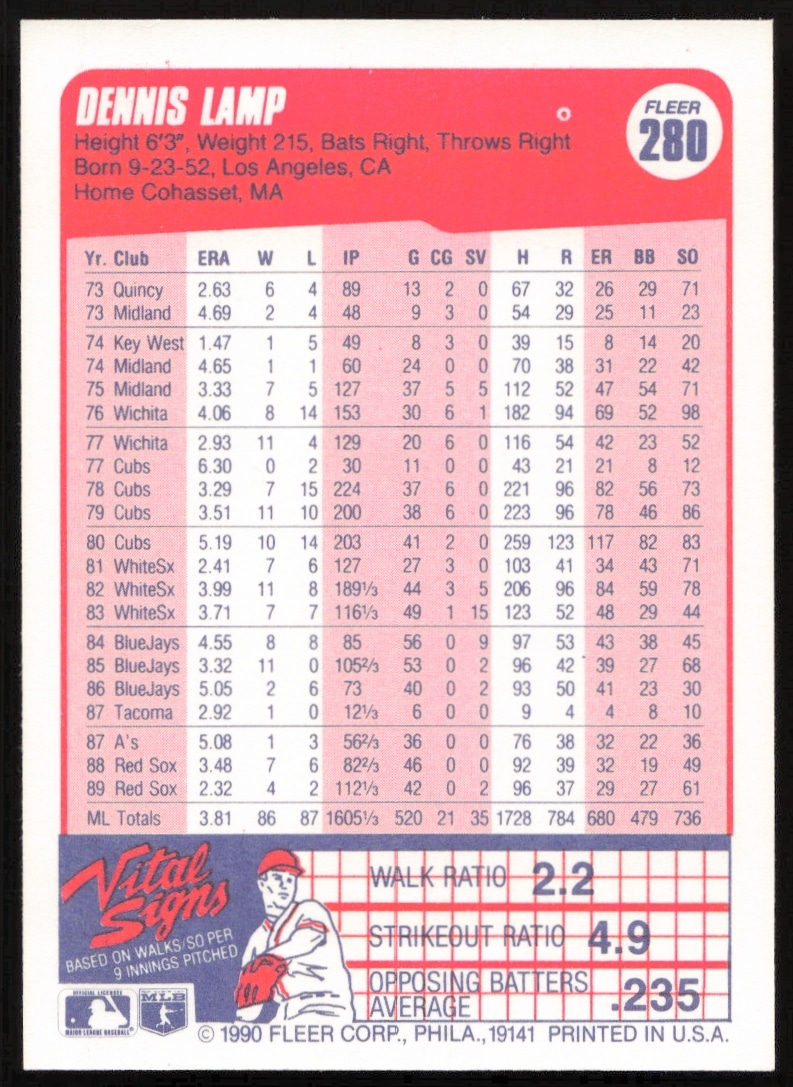 DENNIS LAMP
FLEER
280
Height 6'3", Weight 215, Bats Right, Throws Right
Born 9-23-52, Los Angeles, CA
Home Cohasset, MA
Yr. Club ERA W L IP G CG SV H R ER BB SO
73 Quincy 2.63 6 4 89 13 2 0 67 32 26 29 71
73 Midland 4.69 2 4 48 9 3 0 54 29 25 11 23
74 Key West 1.47 1 5 49 8 3 0 39 15 8 14 20
74 Midland 4.65 1 1 60 24 0 0 70 38 31 22 42
75 Midland 3.33 7 5 127 37 5 5 112 52 47 54 71
76 Wichita 4.06 8 14 153 30 6 1 182 94 69 52 98
77 Wichita 2.93 11 4 129 20 6 0 116 54 42 23 52
77 Cubs 6.30 0 2 30 11 0 0 43 21 21 8 12
78 Cubs 3.29 7 15 224 37 6 0 221 96 82 56 73
79 Cubs 3.51 11 10 200 38 6 0 223 96 78 46 86
80 Cubs 5.19 10 14 203 41 2 0 259 123 117 82 83
81 WhiteSx 2.41 7 6 127 27 3 0 103 41 34 43 71
82 WhiteSx 3.99 11 8 189⅓ 44 3 5 206 96 84 59 78
83 WhiteSx 3.71 7 7 116⅓ 49 1 15 123 52 48 29 44
84 BlueJays 4.55 8 8 85 56 0 9 97 53 43 38 45
85 BlueJays 3.32 11 0 105⅔ 53 0 2 96 42 39 27 68
86 BlueJays 5.05 2 6 73 40 0 2 93 50 41 23 30
87 Tacoma 2.92 1 0 12⅓ 6 0 0 9 4 4 8 10
87 A's 5.08 1 3 56⅔ 36 0 0 76 38 32 22 36
88 Red Sox 3.48 7 6 82⅔ 46 0 0 92 39 32 19 49
89 Red Sox 2.32 4 2 112⅓ 42 0 2 96 37 29 27 61
ML Totals 3.81 86 87 1605⅓ 520 21 35 1728 784 680 479 736
Vital
Signs
BASED ON WALKS/SO PER
9 INNINGS PITCHED
WALK RATIO 2.2
STRIKEOUT RATIO 4.9
OPPOSING BATTERS
AVERAGE .235
OFFICIAL LICENSEE
MAJOR LEAGUE BASEBALL
MLB
© 1990 FLEER CORP., PHILA., 19141 PRINTED IN U.S.A.